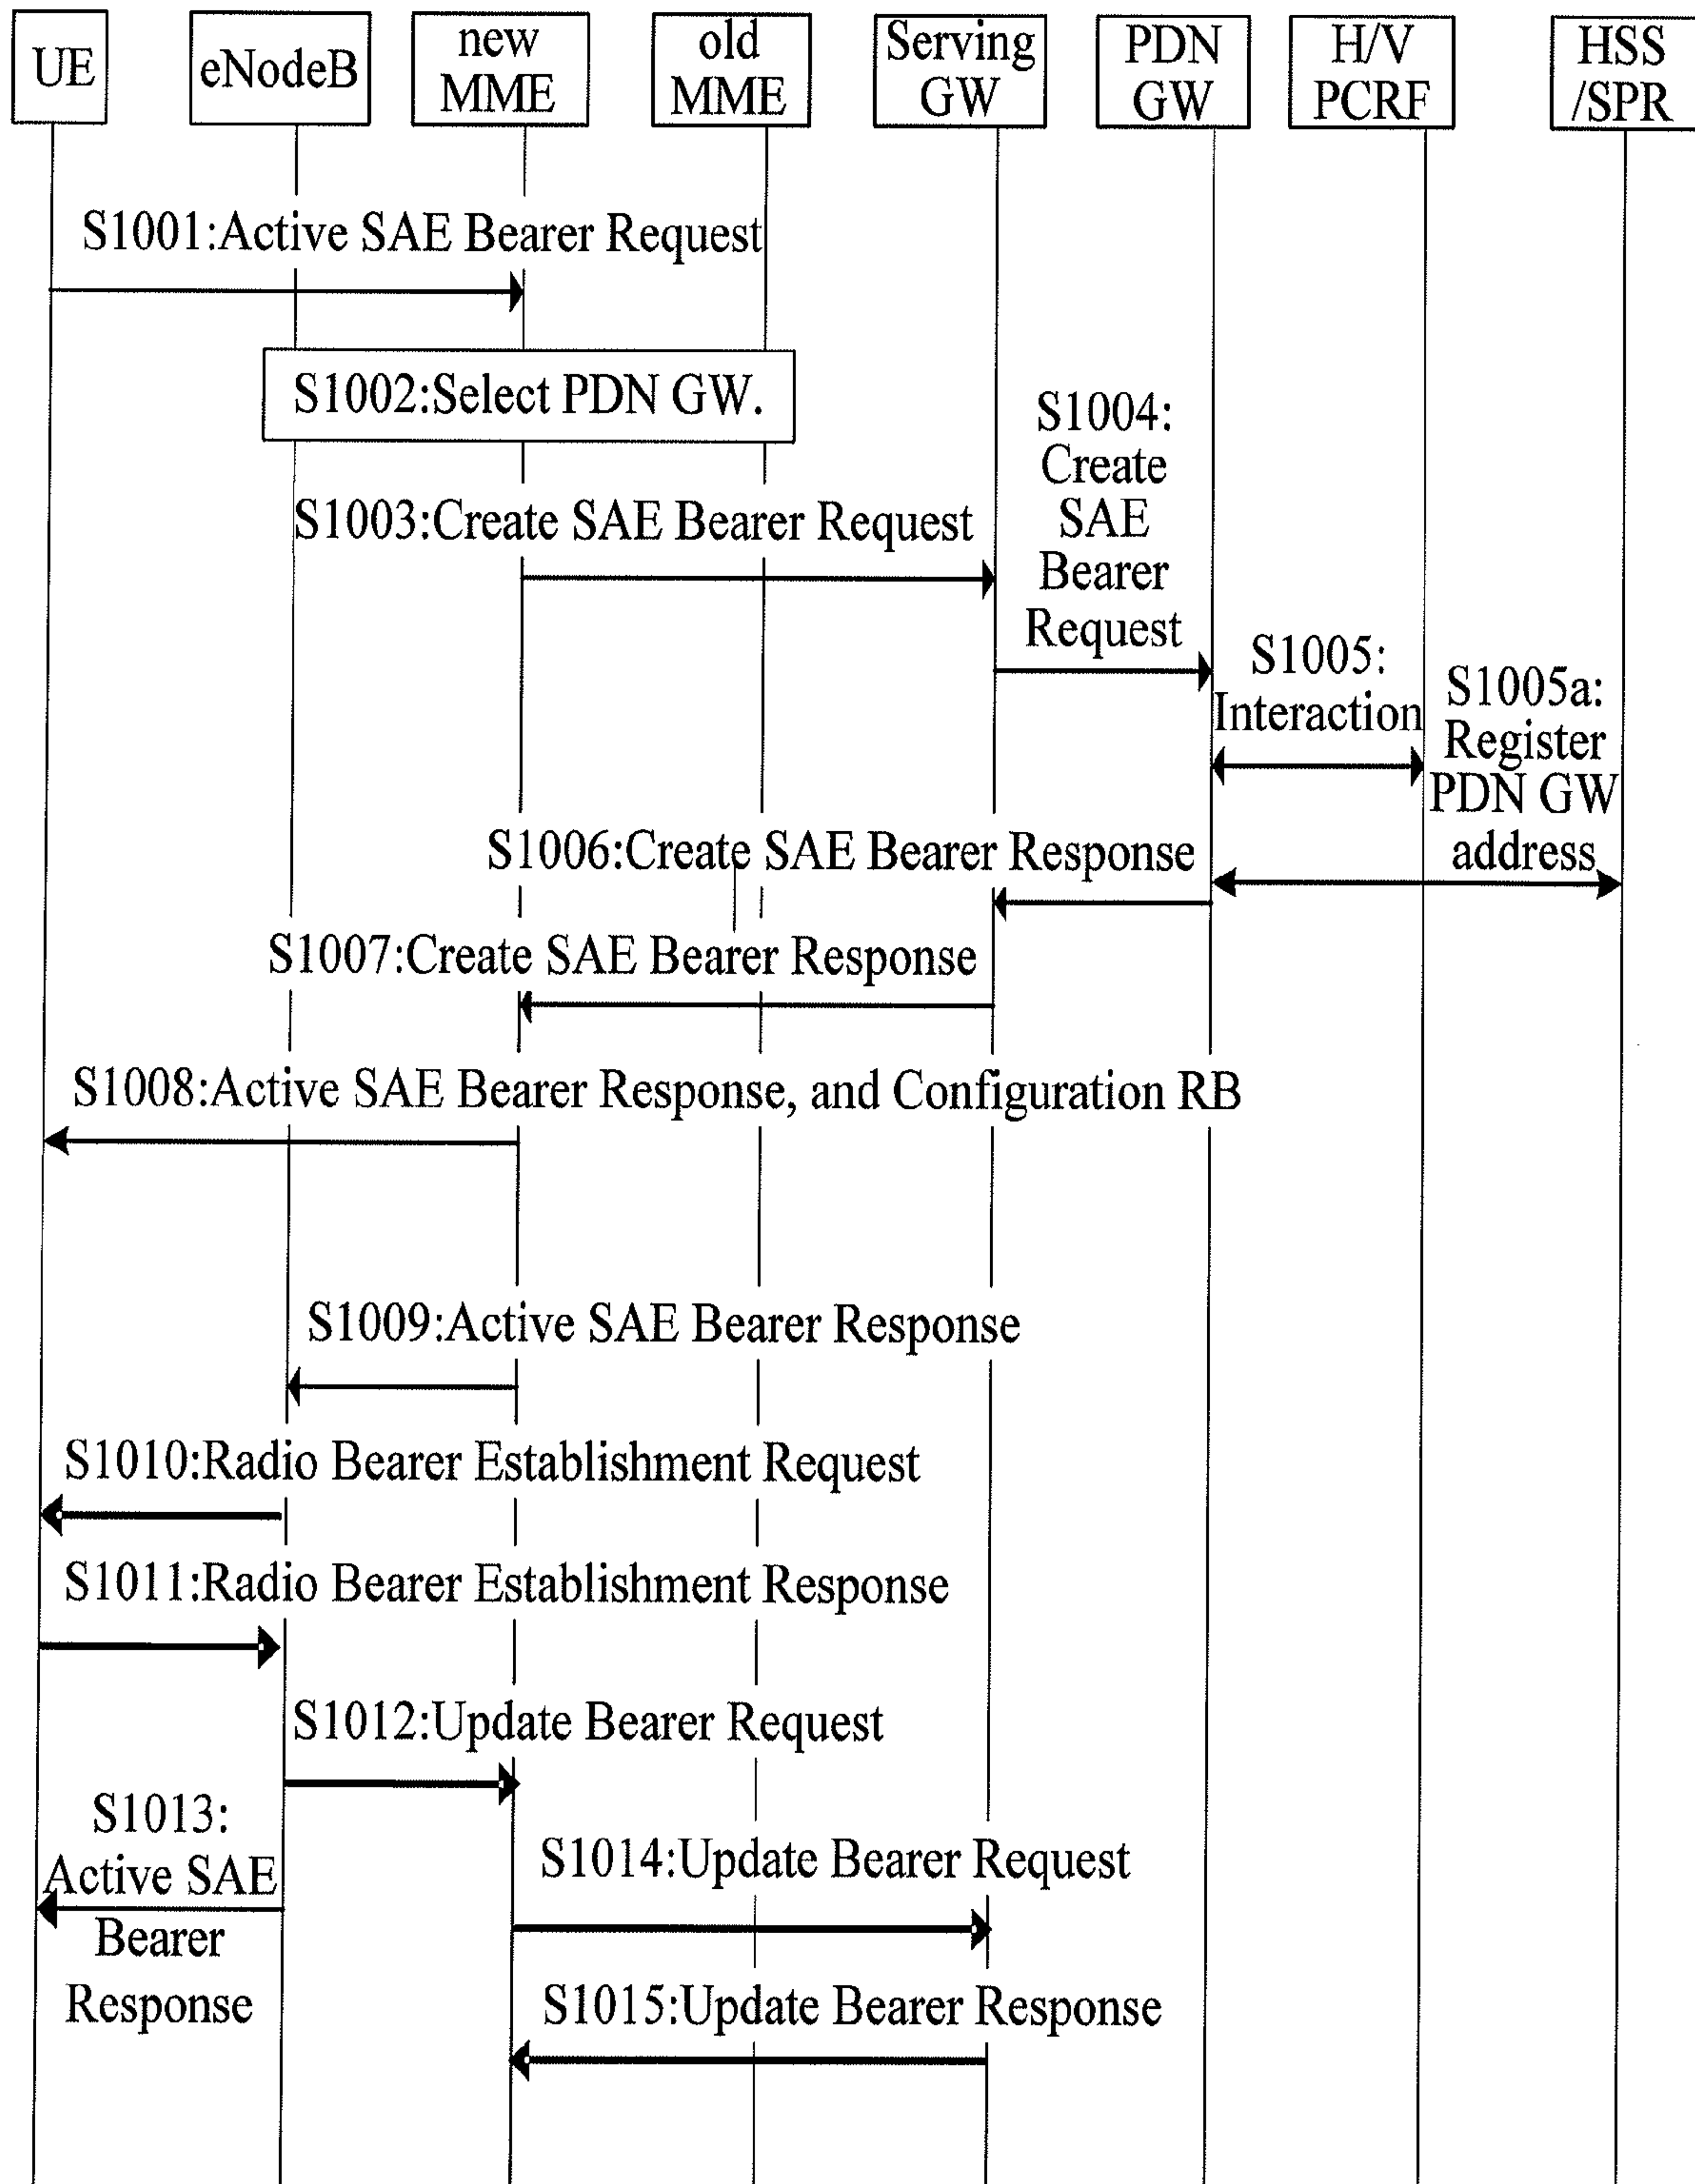 UE
eNodeB
new
MME
old
MME
Serving
GW
PDN
GW
H/V
PCRF
HSS
/SPR
S1001:Active SAE Bearer Request
S1002:Select PDN GW.
S1003:Create SAE Bearer Request
S1004:
Create
SAE
Bearer
Request
S1005:
Interaction
S1005a:
Register
PDN GW
address
S1006:Create SAE Bearer Response
S1007:Create SAE Bearer Response
S1008:Active SAE Bearer Response, and Configuration RB
S1009:Active SAE Bearer Response
S1010:Radio Bearer Establishment Request
S1011:Radio Bearer Establishment Response
S1012:Update Bearer Request
S1013:
Active SAE
Bearer
Response
S1014:Update Bearer Request
S1015:Update Bearer Response